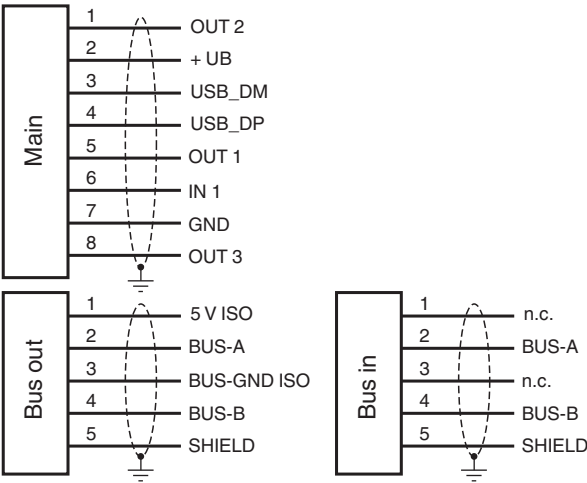 Main
1 OUT 2
2 + UB
3 USB_DM
4 USB_DP
5 OUT 1
6 IN 1
7 GND
8 OUT 3
Bus out
1 5 V ISO
2 BUS-A
3 BUS-GND ISO
4 BUS-B
5 SHIELD
Bus in
1 n.c.
2 BUS-A
3 n.c.
4 BUS-B
5 SHIELD